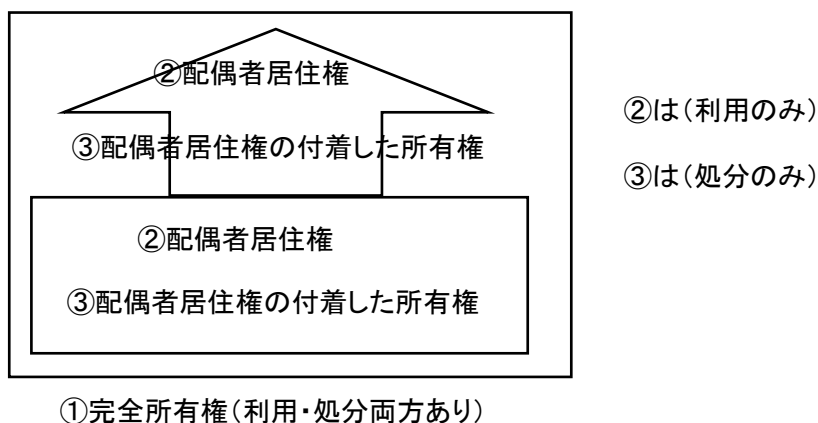 ②配偶者居住権
②は(利用のみ)
③配偶者居住権の付着した所有権
③は(処分のみ)
②配偶者居住権
③配偶者居住権の付着した所有権
①完全所有権(利用・処分両方あり)